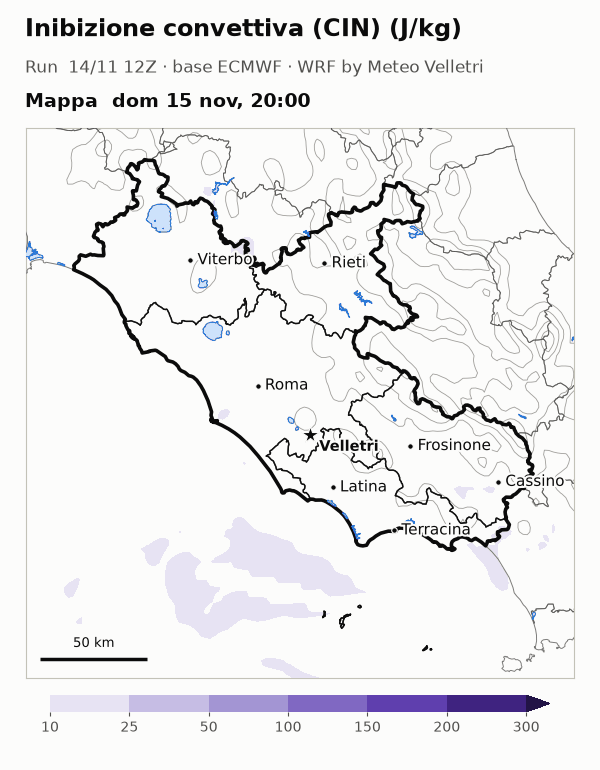 Inibizione convettiva (CIN) (J/kg)
Run  14/11 12Z · base ECMWF · WRF by Meteo Velletri
Mappa  dom 15 nov, 20:00
Viterbo
Rieti
Roma
Velletri
Frosinone
Cassino
Latina
Terracina
50 km
10 25 50 100 150 200 300